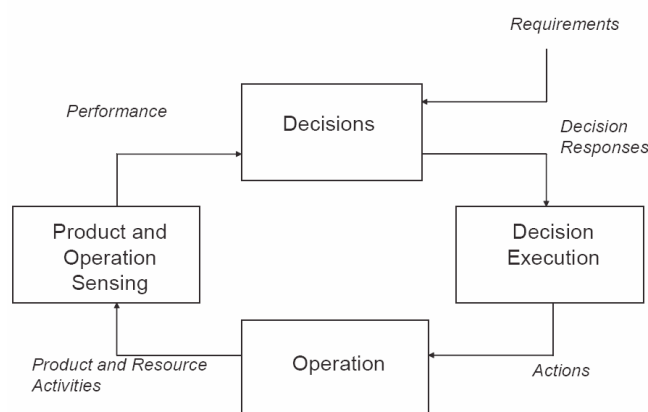 Requirements
Performance
Decisions
Decision
Responses
Product and
Operation
Sensing
Decision
Execution
Product and Resource
Activities
Operation
Actions